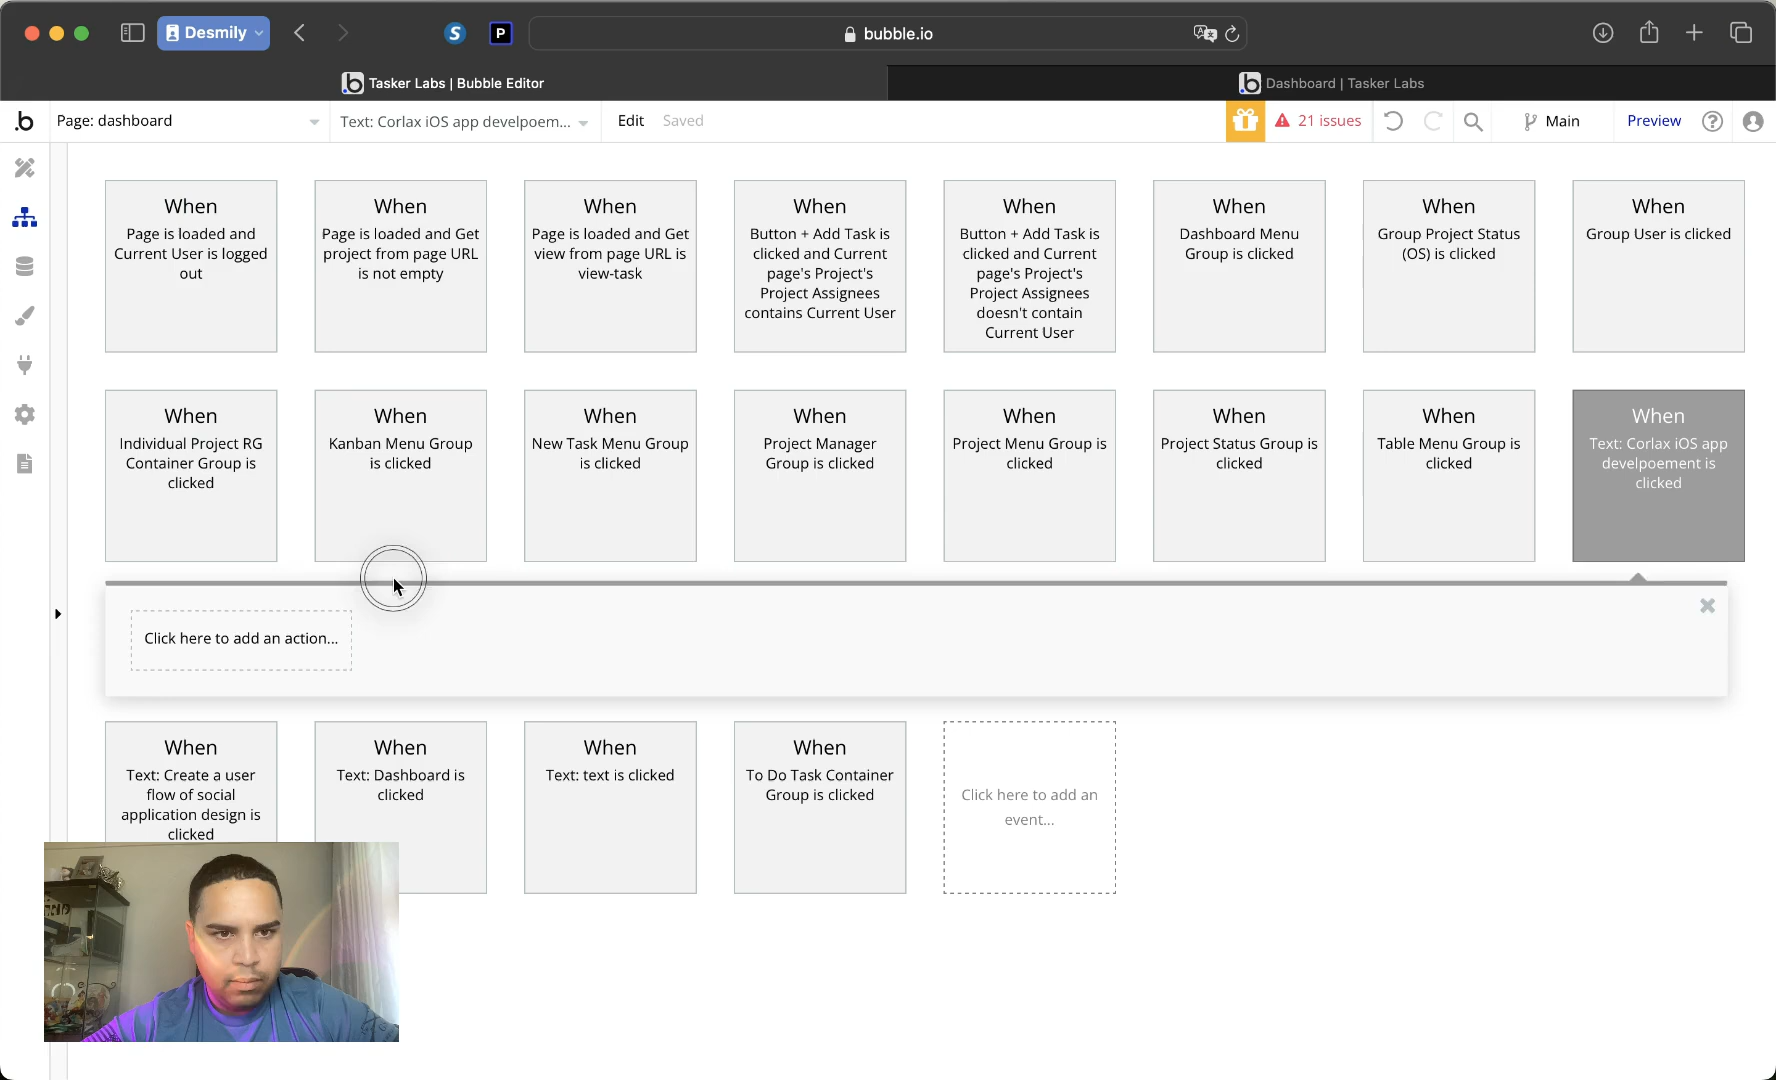 Desmily
S
P
bubble.io
Tasker Labs | Bubble Editor
Dashboard | Tasker Labs
b
Page: dashboard
Text: Corlax iOS app develpoem...
Edit
Saved
21 issues
Main
Preview
?
When
Page is loaded and
Current User is logged
out
When
Page is loaded and Get
project from page URL
is not empty
When
Page is loaded and Get
view from page URL is
view-task
When
Button + Add Task is
clicked and Current
page's Project's
Project Assignees
contains Current User
When
Button + Add Task is
clicked and Current
page's Project's
Project Assignees
doesn't contain
Current User
When
Dashboard Menu
Group is clicked
When
Group Project Status
(OS) is clicked
When
Group User is clicked
When
Individual Project RG
Container Group is
clicked
When
Kanban Menu Group
is clicked
When
New Task Menu Group
is clicked
When
Project Manager
Group is clicked
When
Project Menu Group is
clicked
When
Project Status Group is
clicked
When
Table Menu Group is
clicked
When
Text: Corlax iOS app
develpoement is
clicked
Click here to add an action...
When
Text: Create a user
flow of social
application design is
clicked
When
Text: Dashboard is
clicked
When
Text: text is clicked
When
To Do Task Container
Group is clicked
Click here to add an
event...